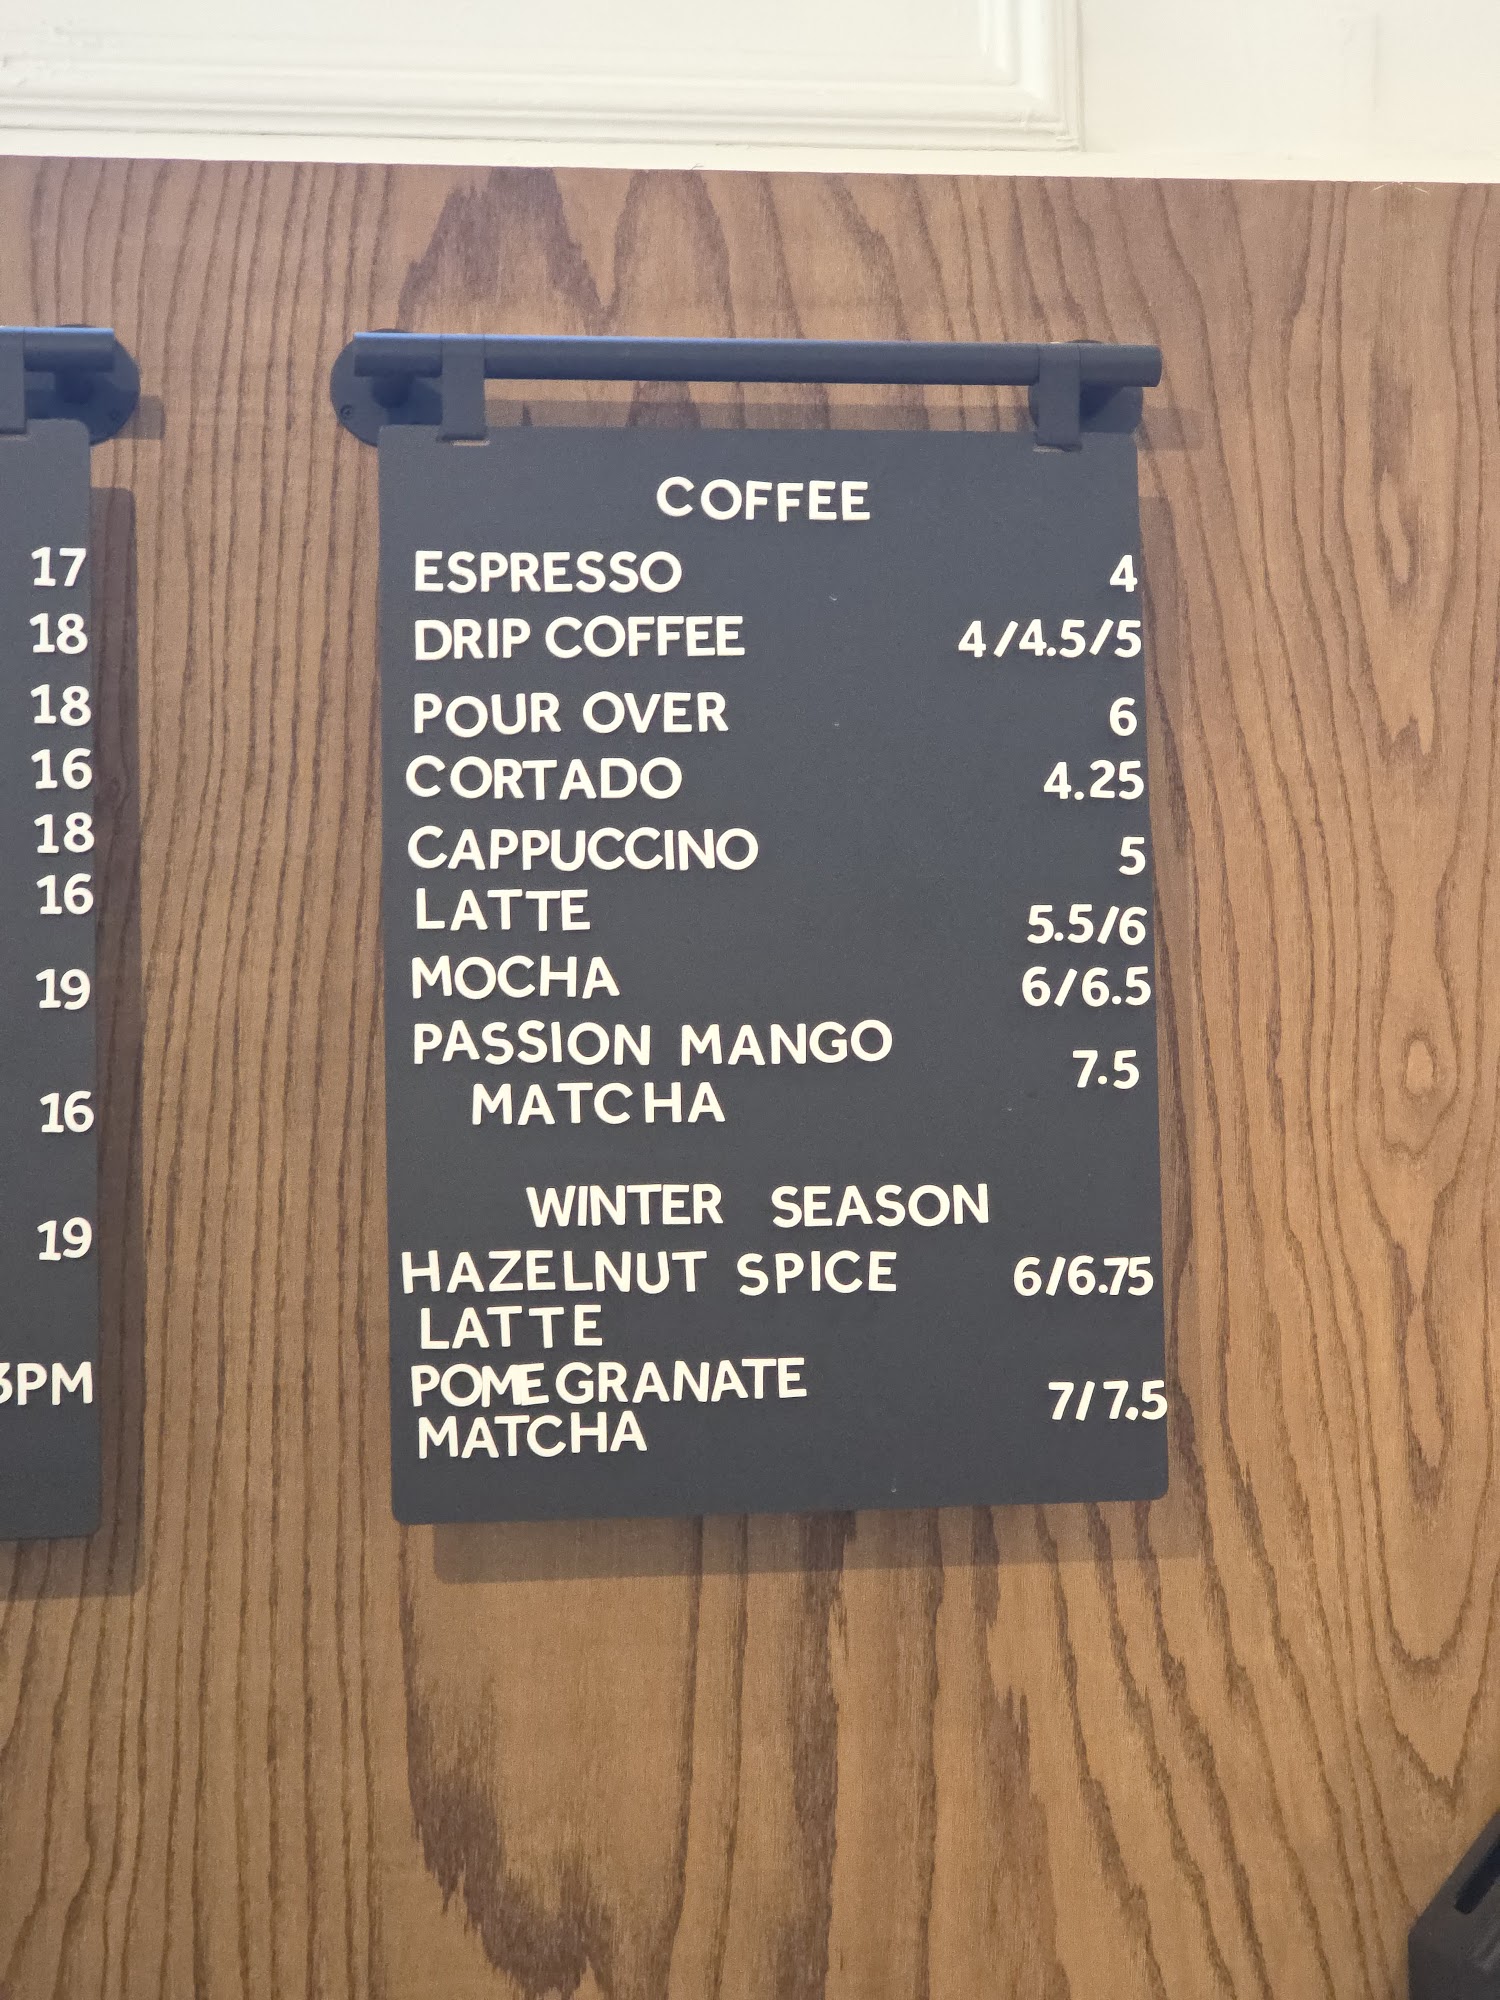 17
18
18
16
18
16
19
16
19
3PM
COFFEE
ESPRESSO 4
DRIP COFFEE 4/4.5/5
POUR OVER 6
CORTADO 4.25
CAPPUCCINO 5
LATTE 5.5/6
MOCHA 6/6.5
PASSION MANGO 7.5
MATCHA
WINTER SEASON
HAZELNUT SPICE 6/6.75
LATTE
POMEGRANATE 7/7.5
MATCHA